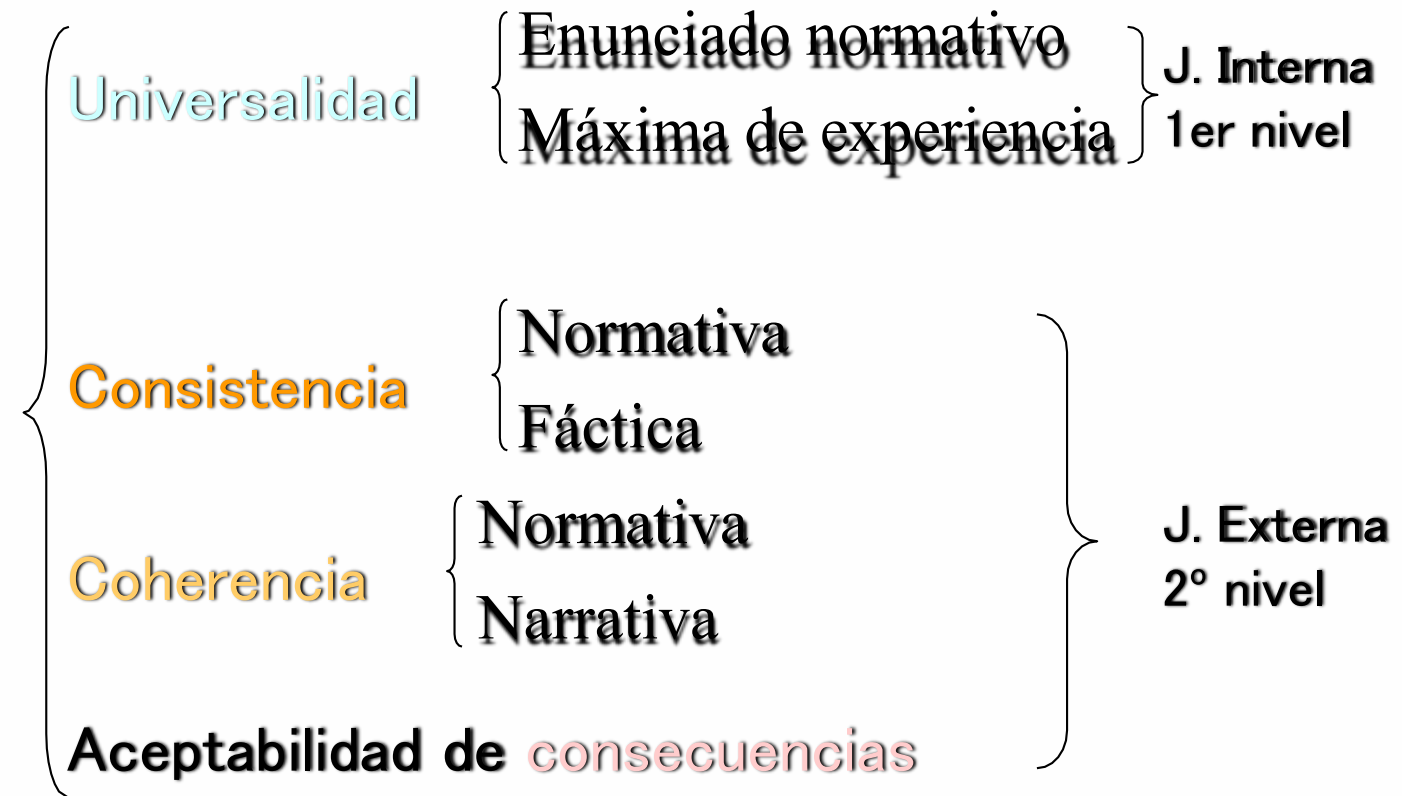 Universalidad
Enunciado normativo
Máxima de experiencia
J. Interna
1er nivel
Consistencia
Normativa
Fáctica
Coherencia
Normativa
Narrativa
J. Externa
2º nivel
Aceptabilidad de consecuencias